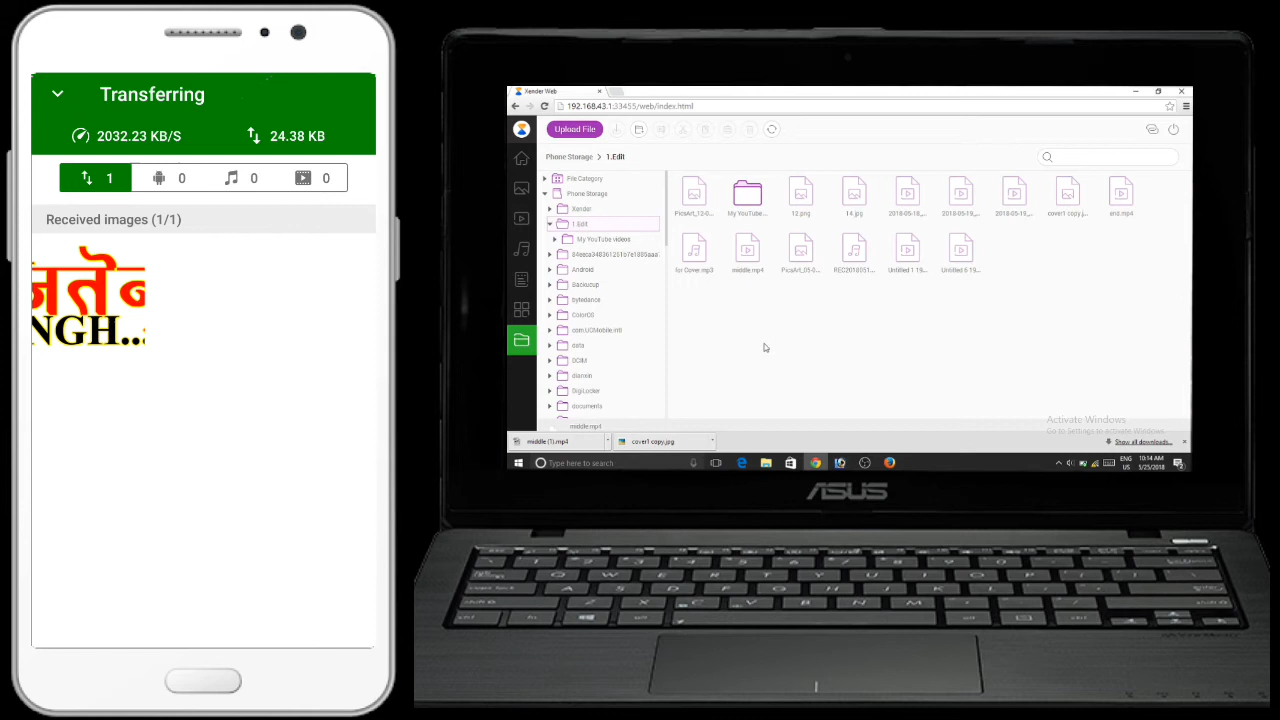 Transferring
2032.23 KB/S
24.38 KB
1
0
0
0
Received images (1/1)
NGH..
Xender Web
192.168.43.1:33455/web/index.html
Upload File
Phone Storage > 1.Edit
File Category
Phone Storage
Xender
1.Edit
My YouTube videos
Android
Backucup
bytedance
ColorOS
com.UCMobile.intl
data
DCIM
dianxin
DigiLocker
documents
PicsArt_12-0...
My YouTube...
12.png
14.jpg
2018-05-18_...
2018-05-19_...
2018-05-19_...
cover1 copy.j...
end.mp4
for Cover.mp3
middle.mp4
PicsArt_05-0...
REC2018051...
Untitled 1 19...
Untitled 6 19...
Activate Windows
Go to Settings to activate Windows.
middle.mp4
middle (1).mp4
cover1 copy.jpg
Show all downloads...
Type here to search
ENG
US
10:14 AM
5/25/2018
ASUS